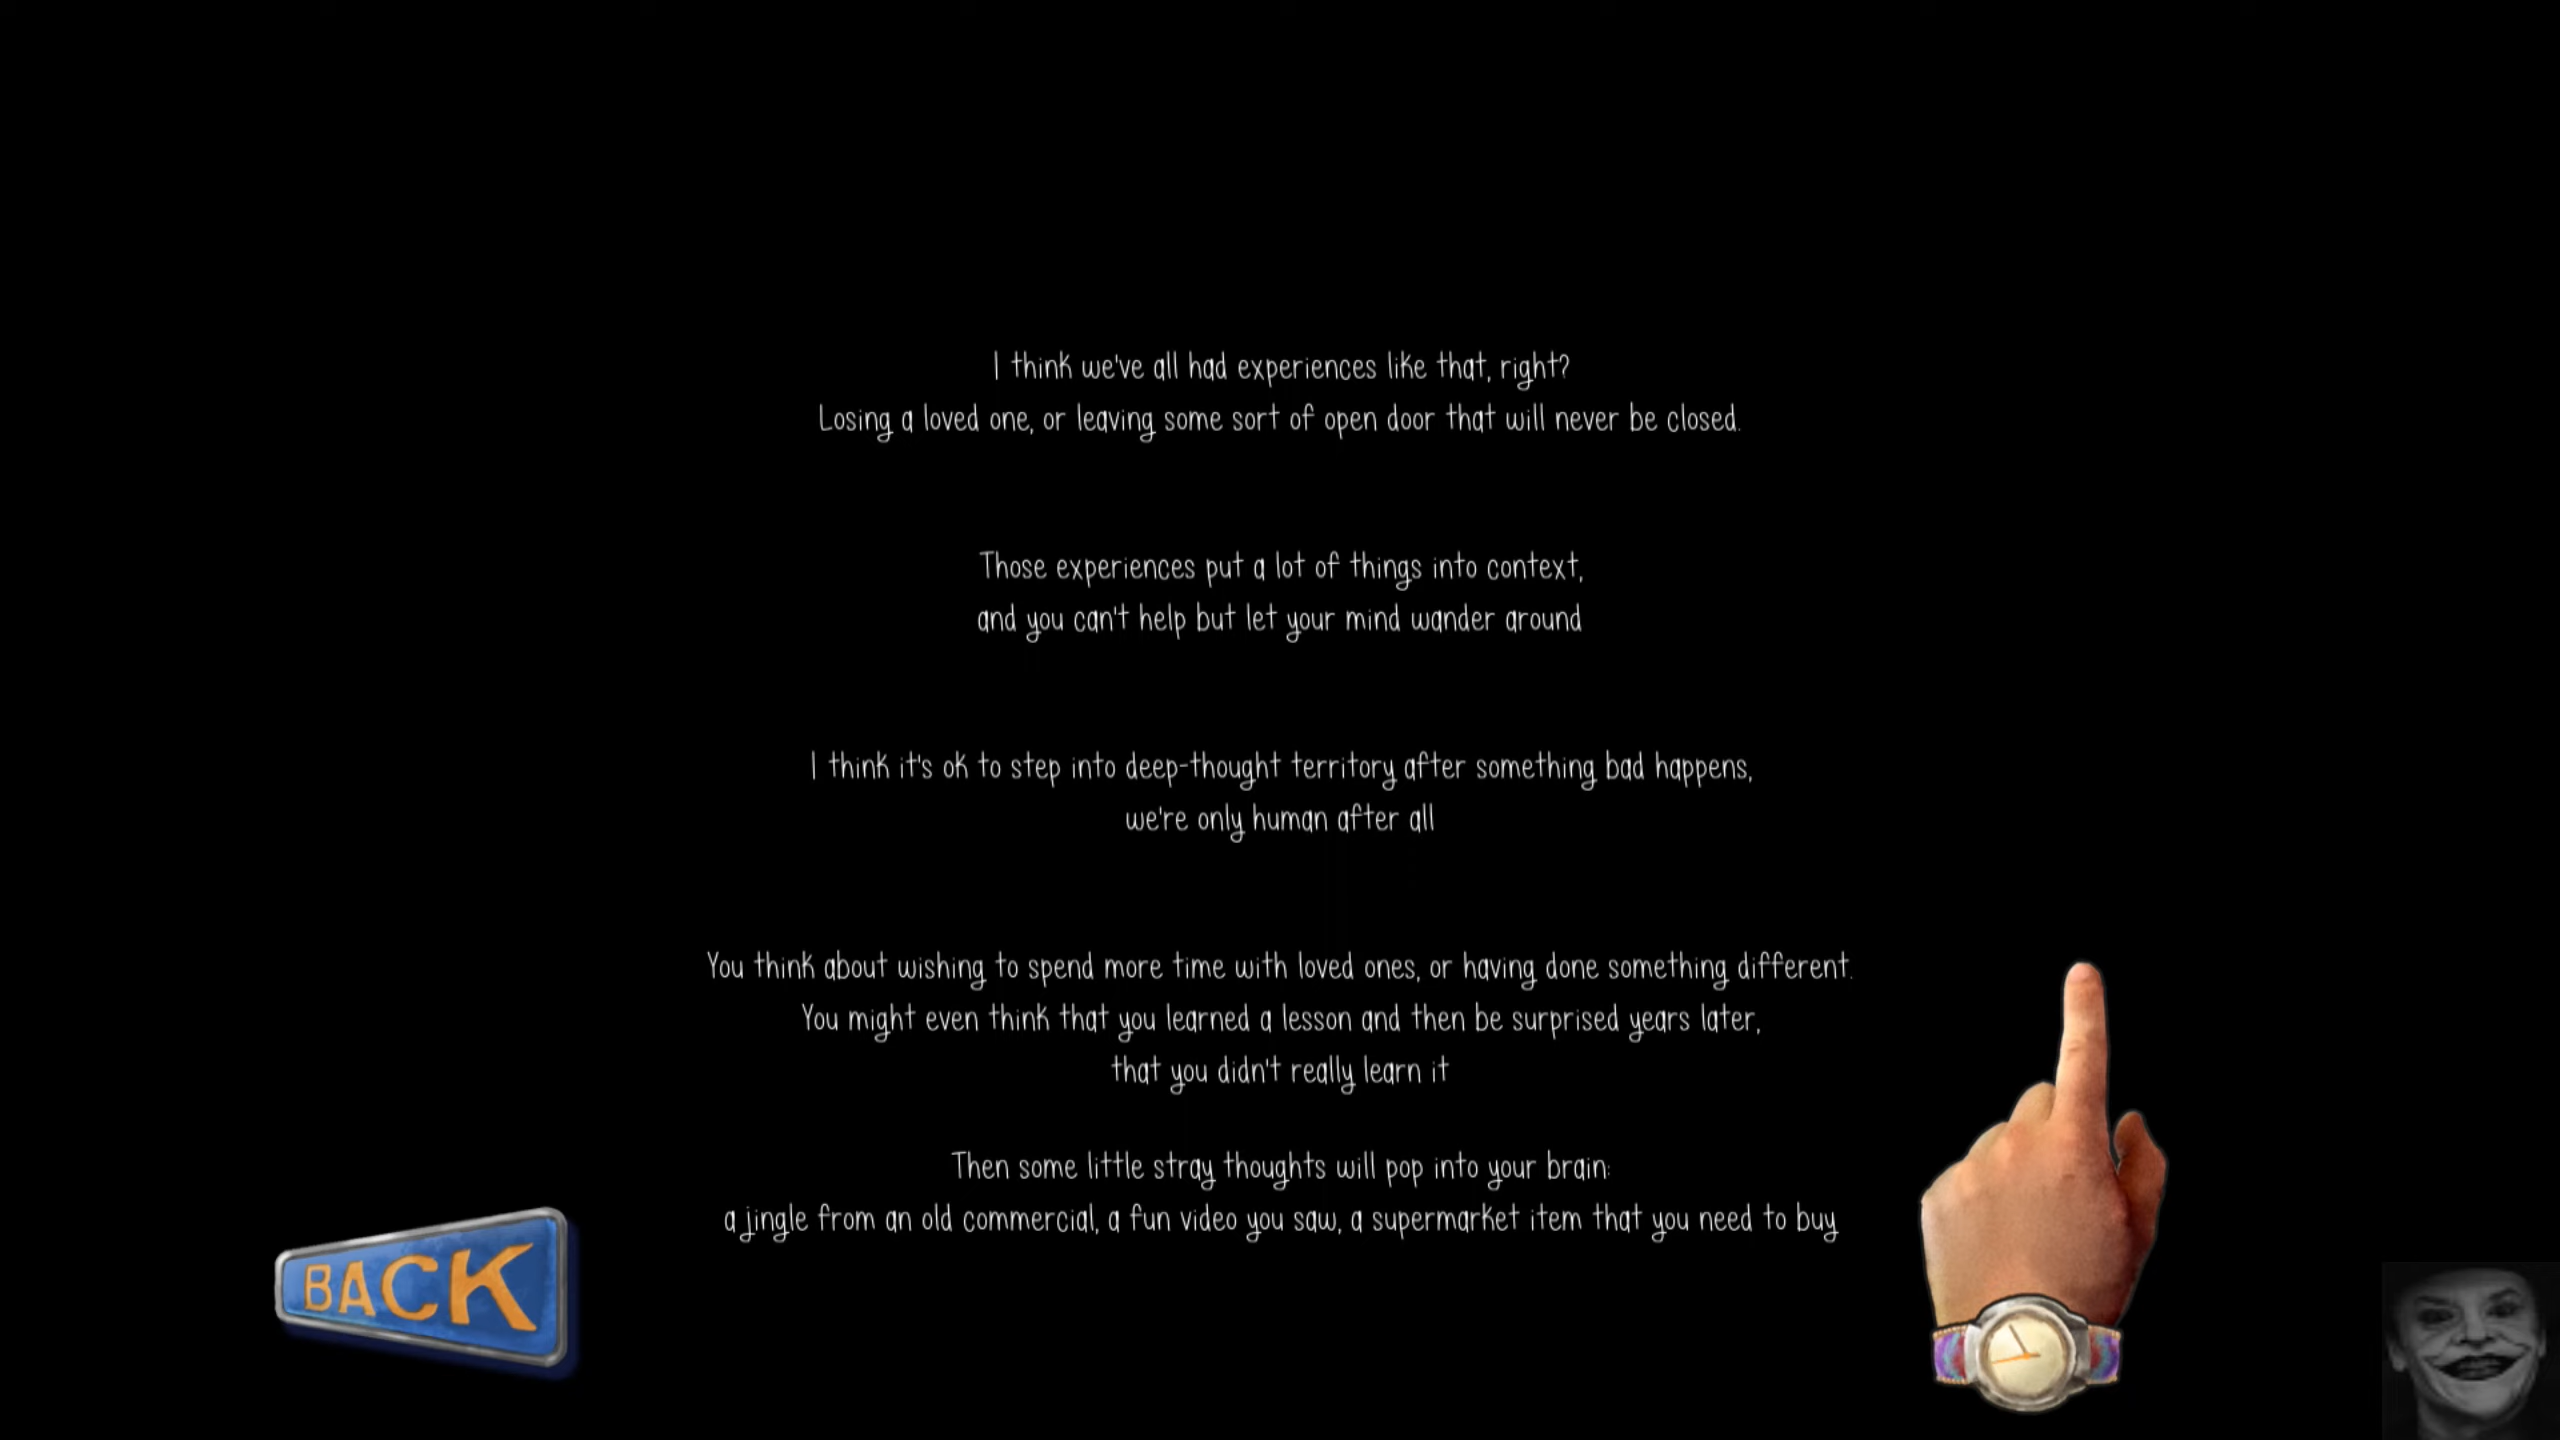 I think we've all had experiences like that, right?
Losing a loved one, or leaving some sort of open door that will never be closed.
Those experiences put a lot of things into context,
and you can't help but let your mind wander around
I think it's ok to step into deep-thought territory after something bad happens,
we're only human after all
You think about wishing to spend more time with loved ones, or having done something different.
You might even think that you learned a lesson and then be surprised years later,
that you didn't really learn it
Then some little stray thoughts will pop into your brain:
a jingle from an old commercial, a fun video you saw, a supermarket item that you need to buy
BACK